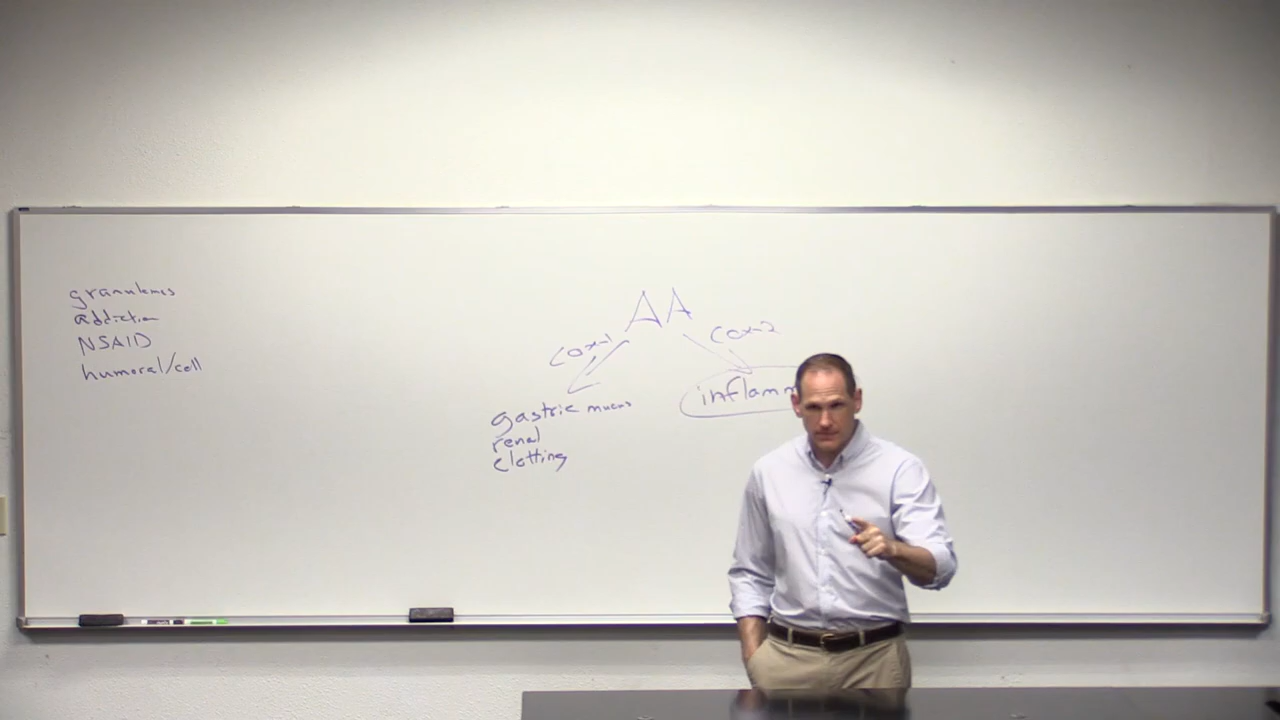 granulomas
addiction
NSAID
humoral/cell
AA
Cox-1
Cox-2
gastric mucus
renal
clotting
inflamm